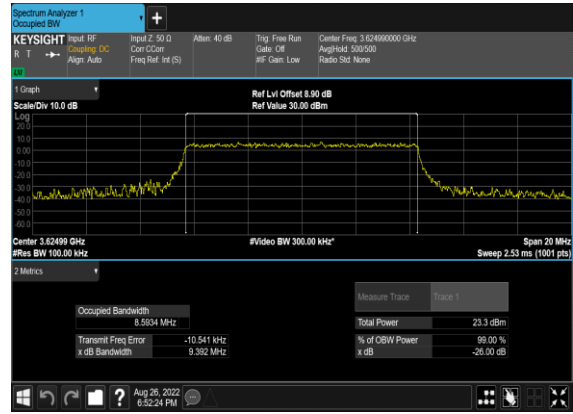 Spectrum Analyzer 1
Occupied BW
+
KEYSIGHT Input: RF Input Z: 50 Ω Atten: 40 dB Trig: Free Run Center Freq: 3.624990000 GHz
R T Coupling: DC Corr CCorr Gate: Off Avg|Hold: 500/500
Align: Auto Freq Ref: Int (S) #IF Gain: Low Radio Std: None
1 Graph
Scale/Div 10.0 dB
Ref Lvl Offset 8.90 dB
Ref Value 30.00 dBm
Log
20.0
10.0
0.00
-10.0
-20.0
-30.0
-40.0
-50.0
-60.0
Center 3.62499 GHz #Video BW 300.00 kHz* Span 20 MHz
#Res BW 100.00 kHz Sweep 2.53 ms (1001 pts)
2 Metrics
Measure Trace Trace 1
Occupied Bandwidth
8.5934 MHz
Total Power 23.3 dBm
Transmit Freq Error -10.541 kHz % of OBW Power 99.00 %
x dB Bandwidth 9.392 MHz x dB -26.00 dB
? Aug 26, 2022
6:52:24 PM